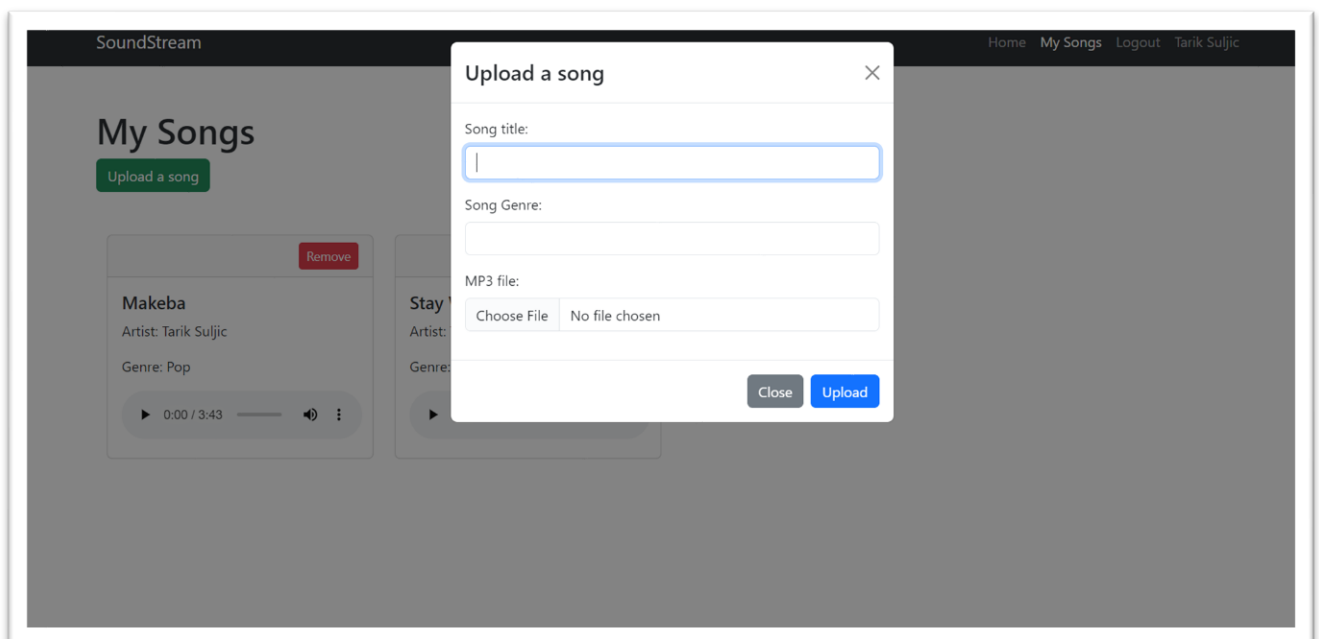 SoundStream
Home My Songs Logout Tarik Suljic
Upload a song
Song title:
Song Genre:
MP3 file:
Choose File No file chosen
Close Upload
My Songs
Upload a song
Remove
Makeba
Artist: Tarik Suljic
Genre: Pop
0:00 / 3:43
Stay
Artist:
Genre: